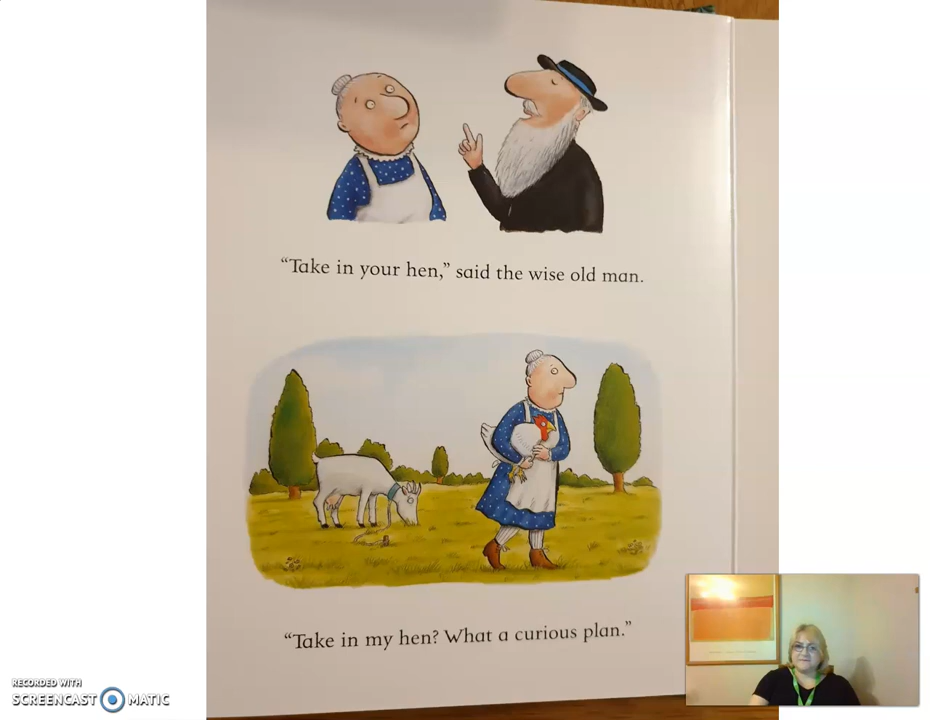 “Take in your hen,” said the wise old man.
“Take in my hen? What a curious plan.”
RECORDED WITH
SCREENCAST MATIC